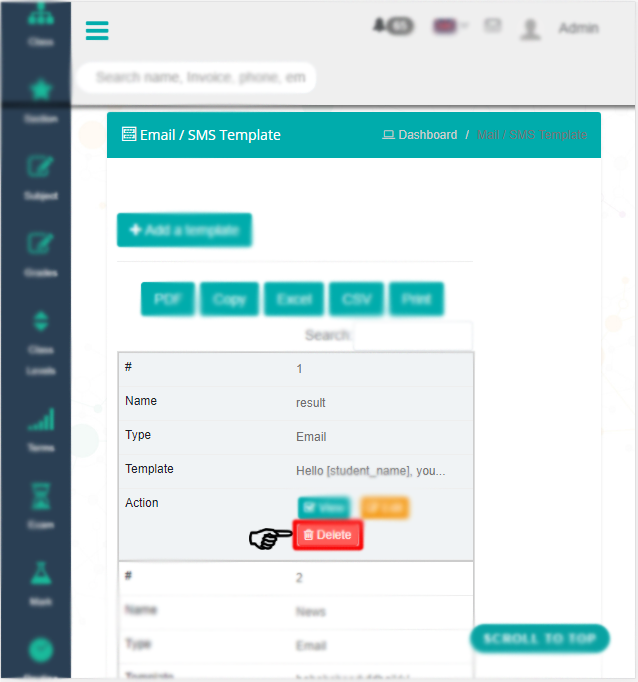 65
Admin
Search name, Invoice, phone, em
Class
Section
Subject
Grades
Class
Levels
Terms
Exam
Mark
Email / SMS Template
Dashboard / Mail / SMS Template
Add a template
PDF Copy Excel CSV Print
Search:
# 1
Name result
Type Email
Template Hello [student_name], you...
Action View Edit
Delete
# 2
Name News
Type Email
Template
SCROLL TO TOP